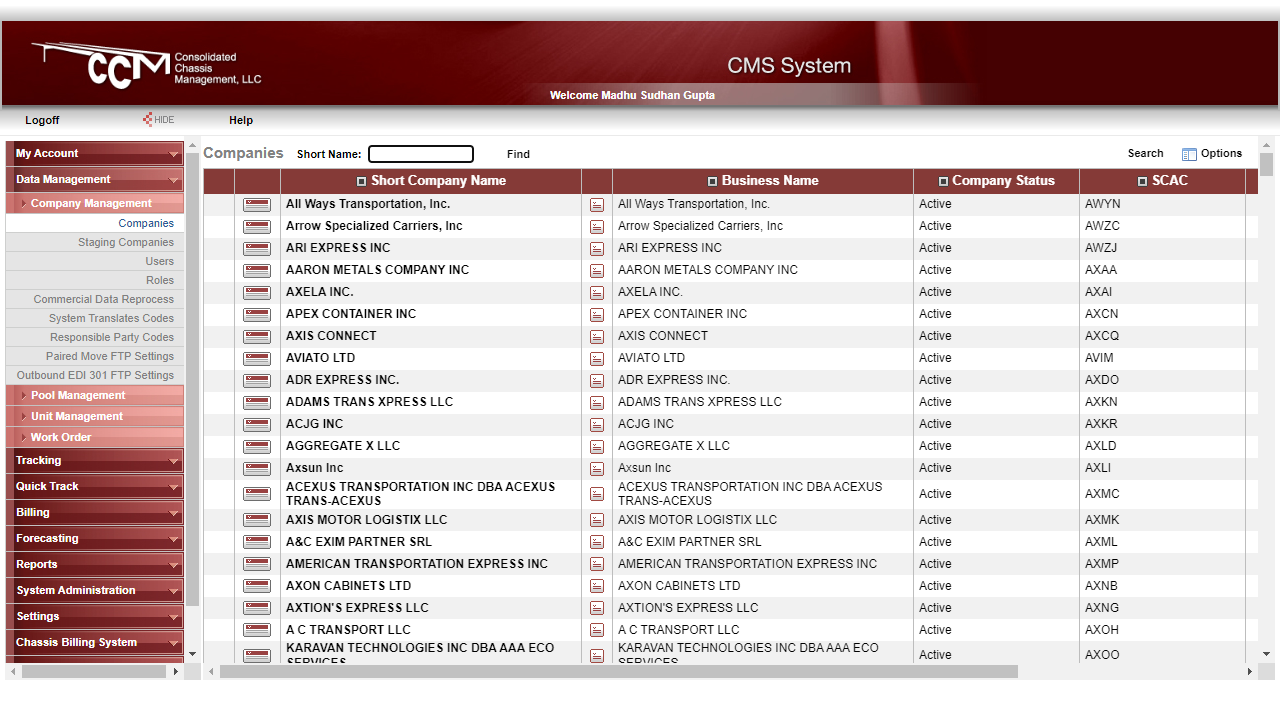 CCM Consolidated
Chassis
Management, LLC
CMS System
Welcome Madhu Sudhan Gupta
Logoff HIDE Help
My Account
Data Management
Company Management
Companies
Staging Companies
Users
Roles
Commercial Data Reprocess
System Translates Codes
Responsible Party Codes
Paired Move FTP Settings
Outbound EDI 301 FTP Settings
Pool Management
Unit Management
Work Order
Tracking
Quick Track
Billing
Forecasting
Reports
System Administration
Settings
Chassis Billing System
Companies Short Name: Find Search Options
Short Company Name Business Name Company Status SCAC
All Ways Transportation, Inc. All Ways Transportation, Inc. Active AWYN
Arrow Specialized Carriers, Inc Arrow Specialized Carriers, Inc Active AWZC
ARI EXPRESS INC ARI EXPRESS INC Active AWZJ
AARON METALS COMPANY INC AARON METALS COMPANY INC Active AXAA
AXELA INC. AXELA INC. Active AXAI
APEX CONTAINER INC APEX CONTAINER INC Active AXCN
AXIS CONNECT AXIS CONNECT Active AXCQ
AVIATO LTD AVIATO LTD Active AVIM
ADR EXPRESS INC. ADR EXPRESS INC. Active AXDO
ADAMS TRANS XPRESS LLC ADAMS TRANS XPRESS LLC Active AXKN
ACJG INC ACJG INC Active AXKR
AGGREGATE X LLC AGGREGATE X LLC Active AXLD
Axsun Inc Axsun Inc Active AXLI
ACEXUS TRANSPORTATION INC DBA ACEXUS ACEXUS TRANSPORTATION INC DBA ACEXUS
TRANS-ACEXUS TRANS-ACEXUS Active AXMC
AXIS MOTOR LOGISTIX LLC AXIS MOTOR LOGISTIX LLC Active AXMK
A&C EXIM PARTNER SRL A&C EXIM PARTNER SRL Active AXML
AMERICAN TRANSPORTATION EXPRESS INC AMERICAN TRANSPORTATION EXPRESS INC Active AXMP
AXON CABINETS LTD AXON CABINETS LTD Active AXNB
AXTION'S EXPRESS LLC AXTION'S EXPRESS LLC Active AXNG
A C TRANSPORT LLC A C TRANSPORT LLC Active AXOH
KARAVAN TECHNOLOGIES INC DBA AAA ECO KARAVAN TECHNOLOGIES INC DBA AAA ECO
SERVICES SERVICES Active AXOO